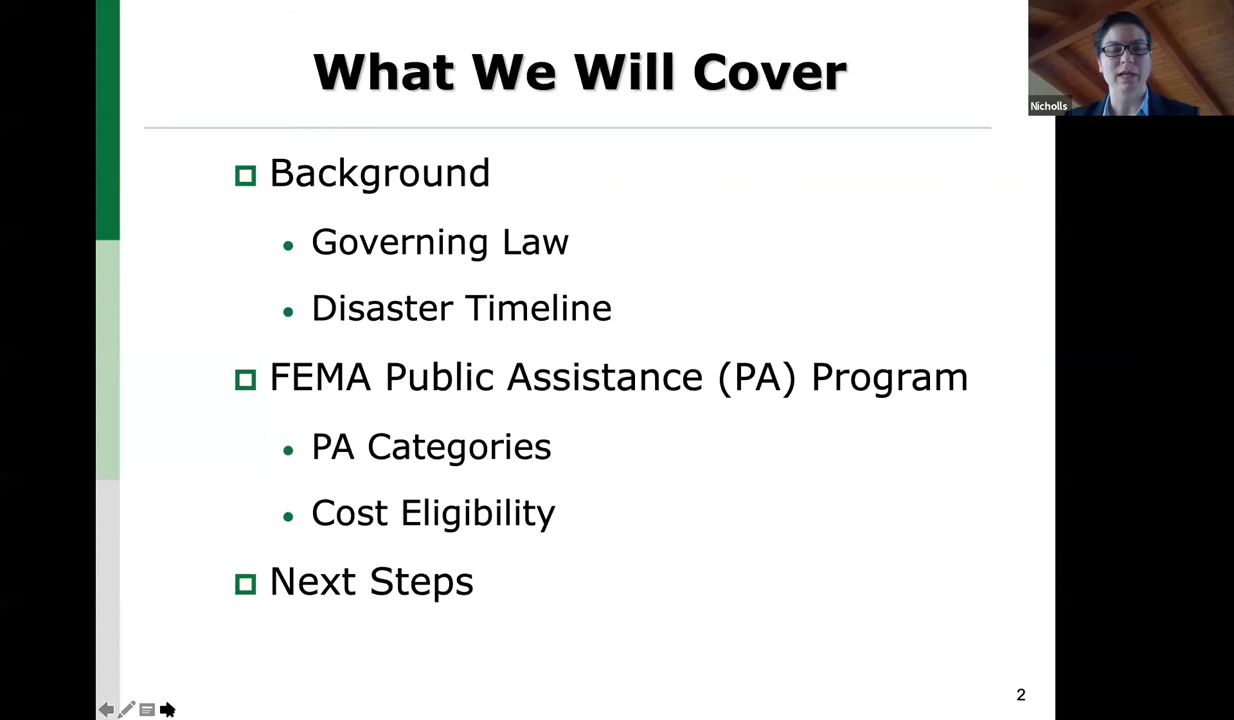 What We Will Cover
Nicholls
Background
Governing Law
Disaster Timeline
FEMA Public Assistance (PA) Program
PA Categories
Cost Eligibility
Next Steps
2